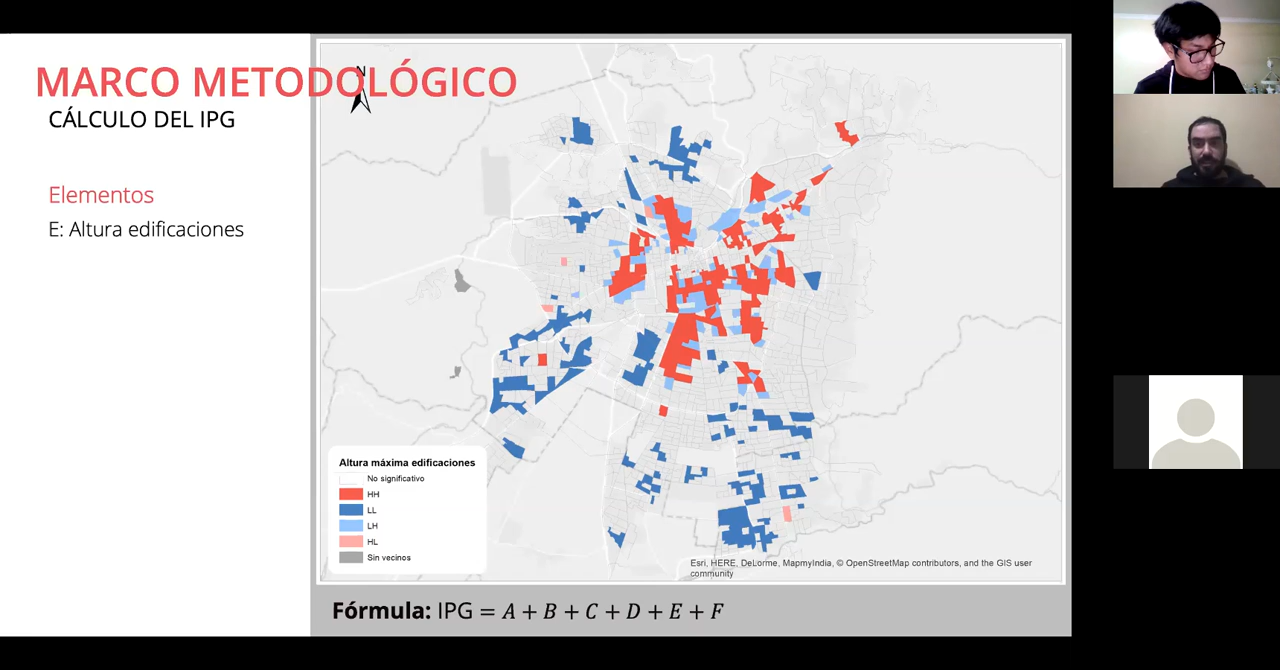 MARCO METODOLÓGICO
CÁLCULO DEL IPG
Elementos
E: Altura edificaciones
N
Altura máxima edificaciones
No significativo
HH
LL
LH
HL
Sin vecinos
Esri, HERE, DeLorme, MapmyIndia, © OpenStreetMap contributors, and the GIS user
community
Fórmula: IPG = A + B + C + D + E + F